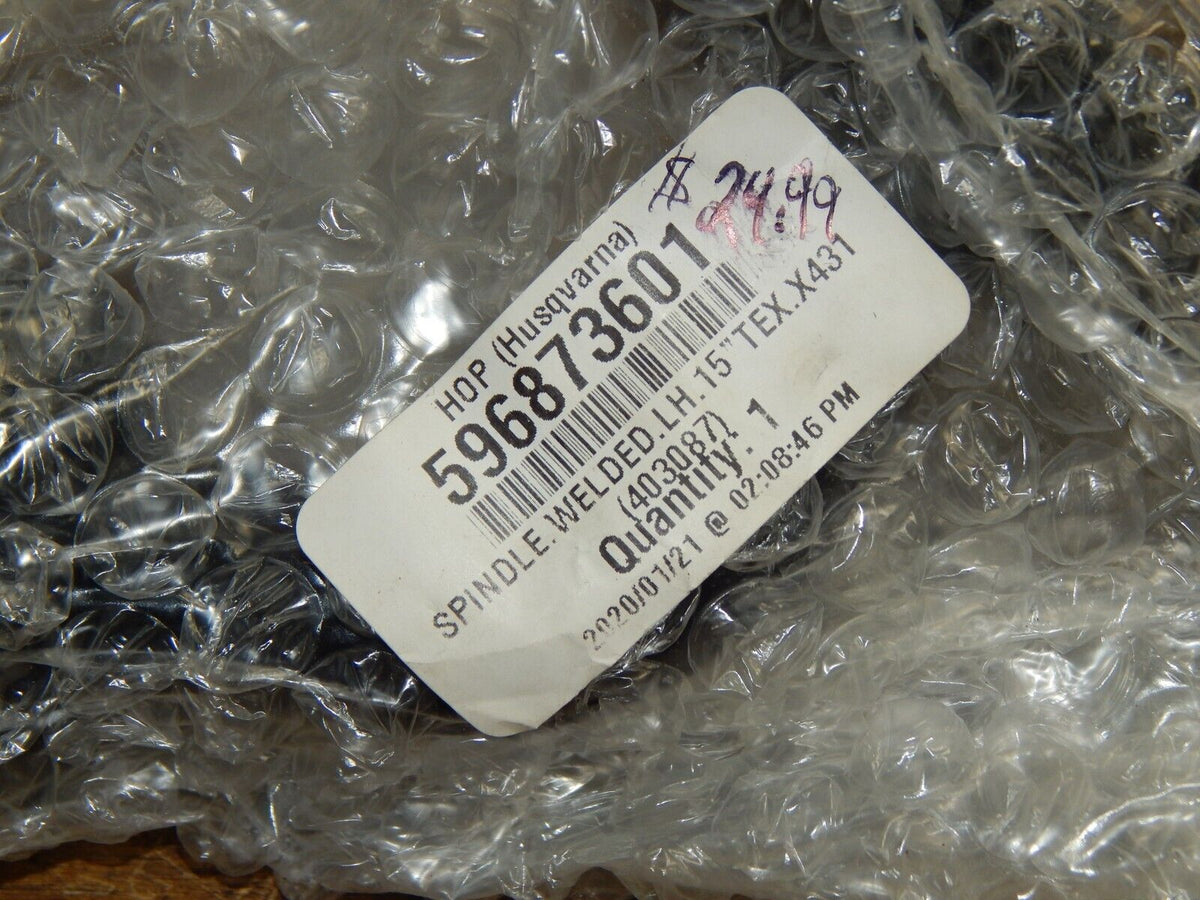 $ 24.99
HOP (Husqvarna)
596873601
SPINDLE.WELDED.LH.15"TEX.X431
(403087)
Quantity: 1
2020/01/21 @ 02:08:46 PM